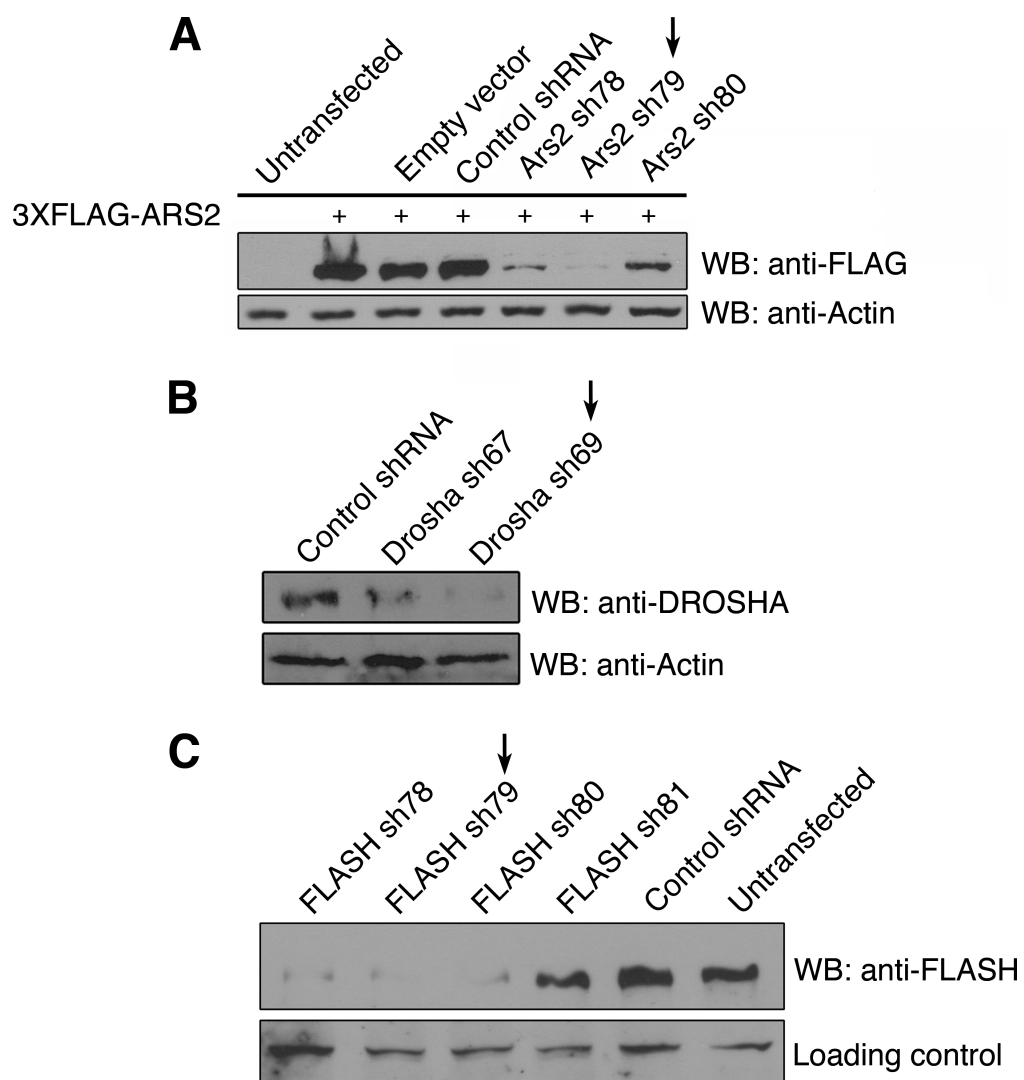 A
Untransfected
Empty vector
Control shRNA
Ars2 sh78
Ars2 sh79
Ars2 sh80
3XFLAG-ARS2 + + + + + +
WB: anti-FLAG
WB: anti-Actin
B
Control shRNA
Drosha sh67
Drosha sh69
WB: anti-DROSHA
WB: anti-Actin
C
FLASH sh78
FLASH sh79
FLASH sh80
FLASH sh81
Control shRNA
Untransfected
WB: anti-FLASH
Loading control